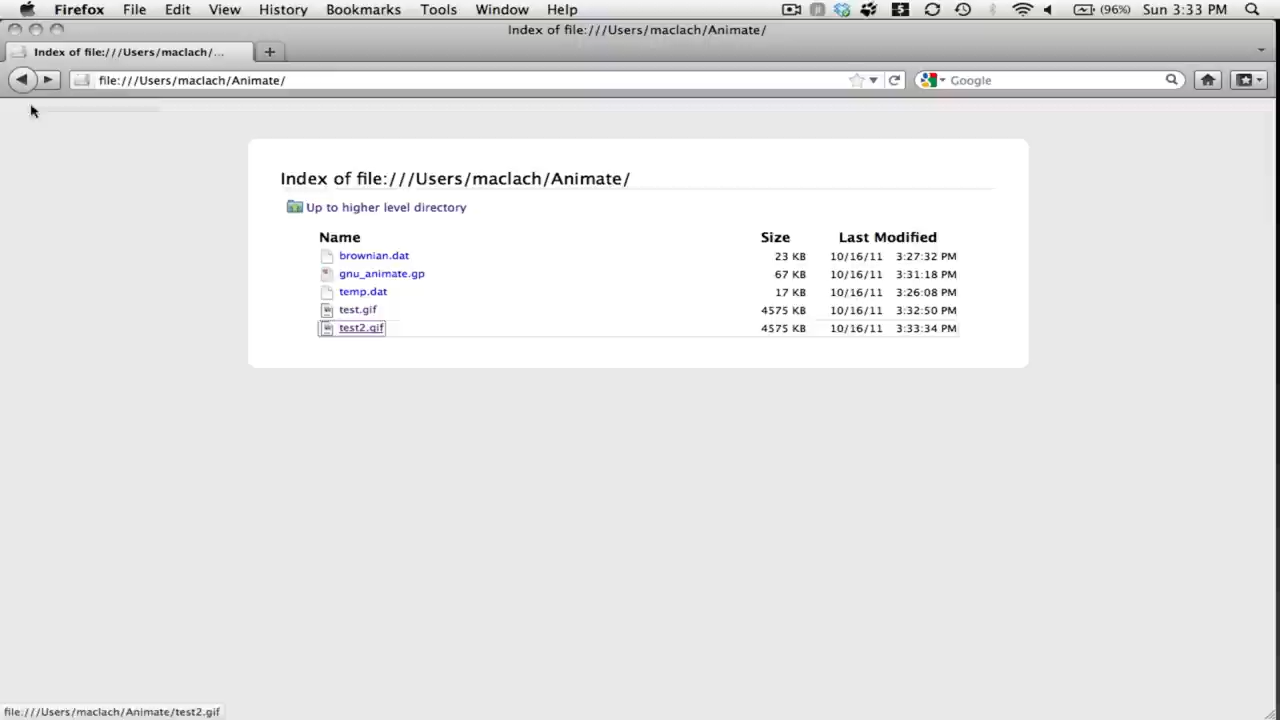 Firefox File Edit View History Bookmarks Tools Window Help (96%) Sun 3:33 PM
Index of file:///Users/maclach/Animate/
Index of file:///Users/maclach/...
file:///Users/maclach/Animate/ Google
Index of file:///Users/maclach/Animate/
Up to higher level directory
Name Size Last Modified
brownian.dat 23 KB 10/16/11 3:27:32 PM
gnu_animate.gp 67 KB 10/16/11 3:31:18 PM
temp.dat 17 KB 10/16/11 3:26:08 PM
test.gif 4575 KB 10/16/11 3:32:50 PM
test2.gif 4575 KB 10/16/11 3:33:34 PM
file:///Users/maclach/Animate/test2.gif